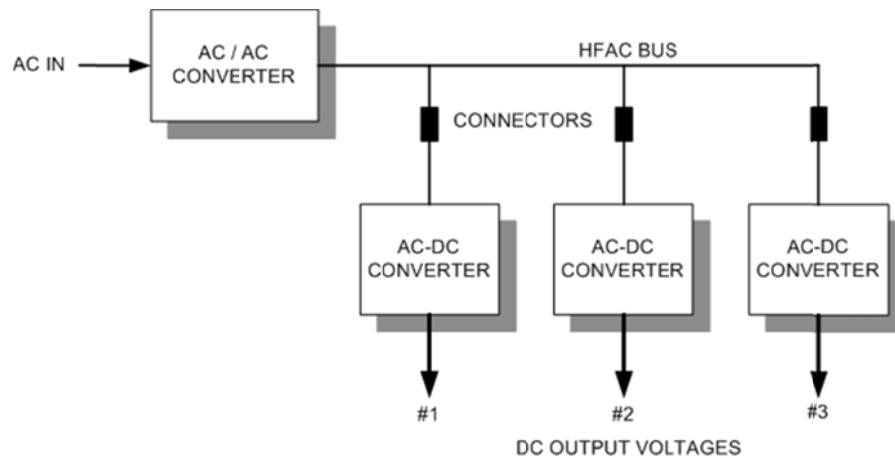 AC IN
AC / AC
CONVERTER
HFAC BUS
CONNECTORS
AC-DC
CONVERTER
AC-DC
CONVERTER
AC-DC
CONVERTER
#1
#2
#3
DC OUTPUT VOLTAGES